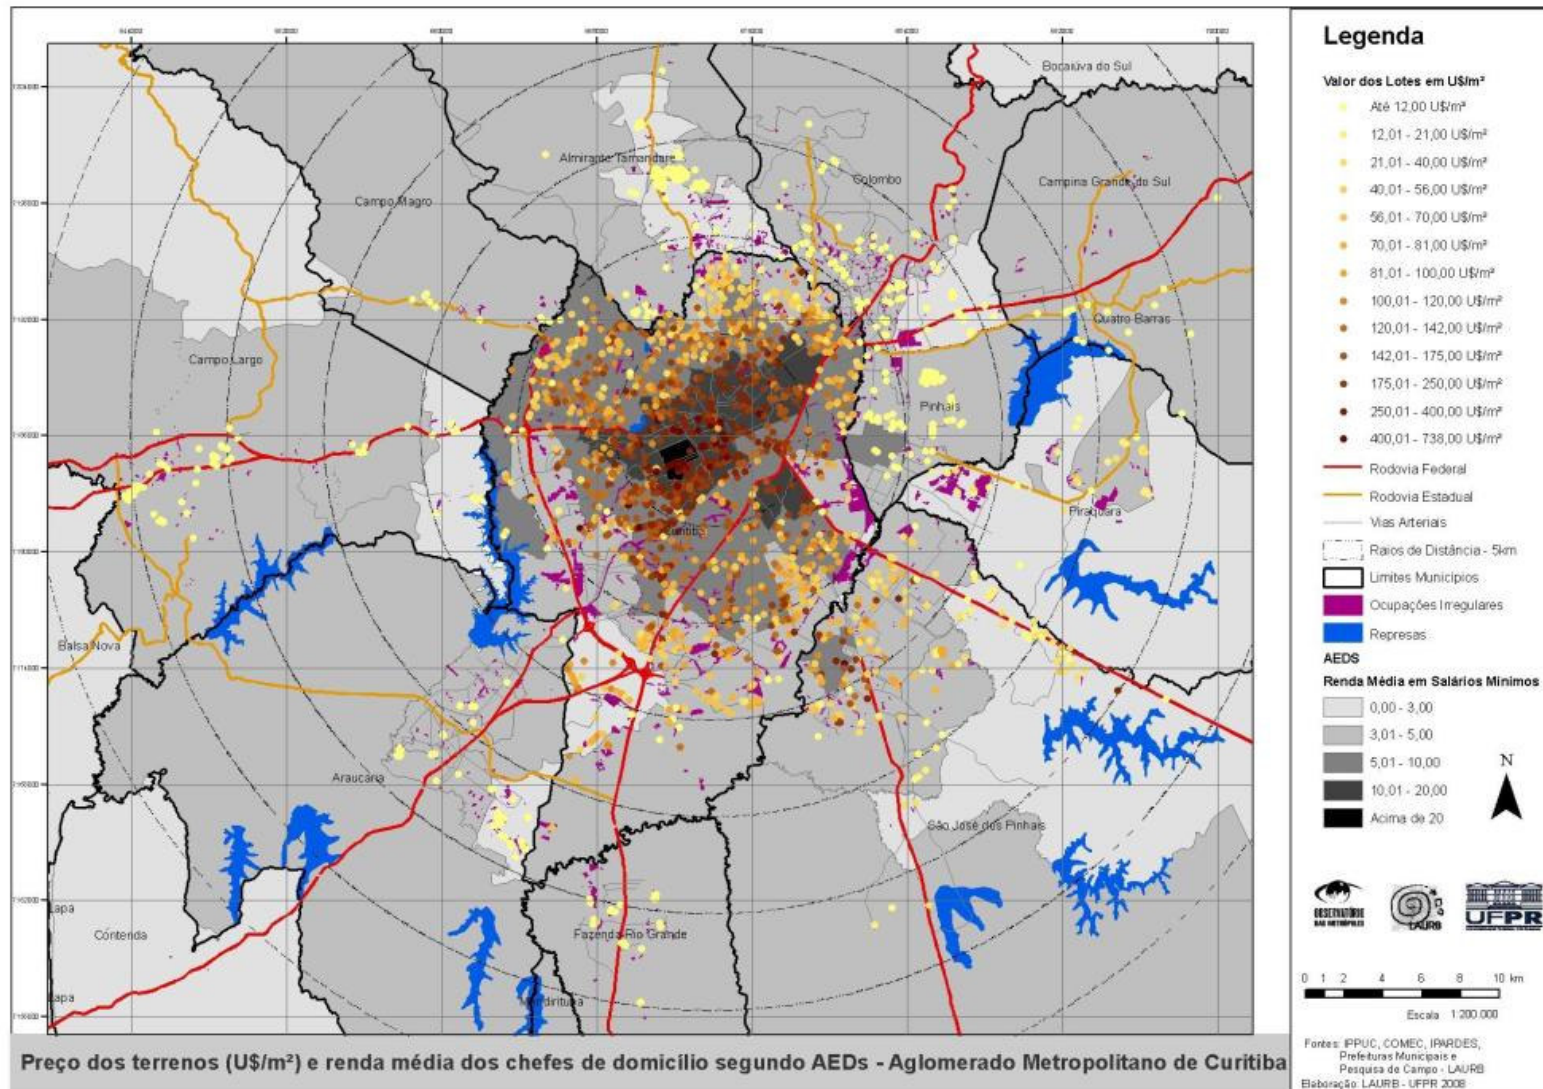 Bocaiúva do Sul
Almirante Tamandaré
Colombo
Campina Grande do Sul
Campo Magro
Quatro Barras
Campo Largo
Pinhais
Piraquara
Curitiba
Balsa Nova
Araucária
São José dos Pinhais
Lapa
Contenda
Fazenda Rio Grande
Lapa
Mandirituba
Preço dos terrenos (U$/m²) e renda média dos chefes de domicílio segundo AEDs - Aglomerado Metropolitano de Curitiba
Legenda
Valor dos Lotes em U$/m²
Até 12,00 U$/m²
12,01 - 21,00 U$/m²
21,01 - 40,00 U$/m²
40,01 - 56,00 U$/m²
56,01 - 70,00 U$/m²
70,01 - 81,00 U$/m²
81,01 - 100,00 U$/m²
100,01 - 120,00 U$/m²
120,01 - 142,00 U$/m²
142,01 - 175,00 U$/m²
175,01 - 250,00 U$/m²
250,01 - 400,00 U$/m²
400,01 - 738,00 U$/m²
Rodovia Federal
Rodovia Estadual
Vias Arteriais
Raios de Distância - 5km
Limites Municípios
Ocupações Irregulares
Represas
AEDS
Renda Média em Salários Mínimos
0,00 - 3,00
3,01 - 5,00
5,01 - 10,00
10,01 - 20,00
Acima de 20
N
OBSERVATÓRIO
DAS METRÓPOLES
LAURB
UFPR
0 1 2 4 6 8 10 km
Escala 1:200.000
Fontes: IPPUC, COMEC, IPARDES,
Prefeituras Municipais e
Pesquisa de Campo - LAURB
Elaboração: LAURB - UFPR 2008